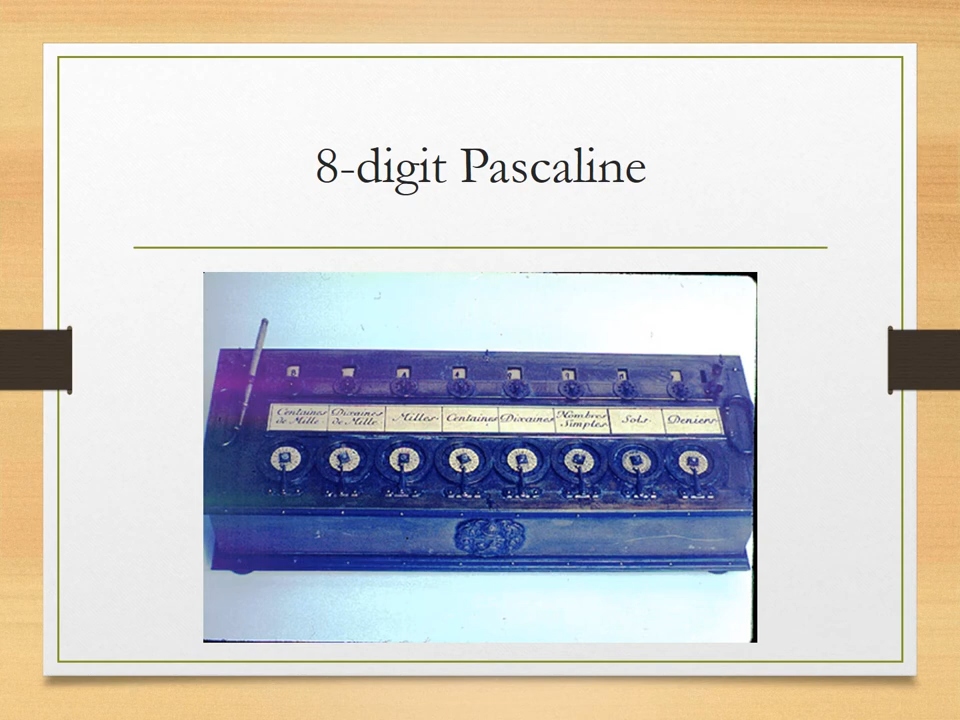 8-digit Pascaline
Centaines de Mille
Dixaines de Mille
Milles
Centaines
Dixaines
Nombres Simples
Sols
Deniers